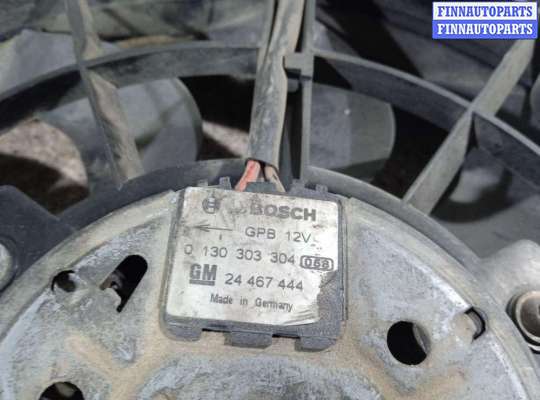 FINNAUTOPARTS
FINNAUTOPARTS
BOSCH
GPB 12V
0 130 303 304 058
GM 24 467 444
Made in Germany